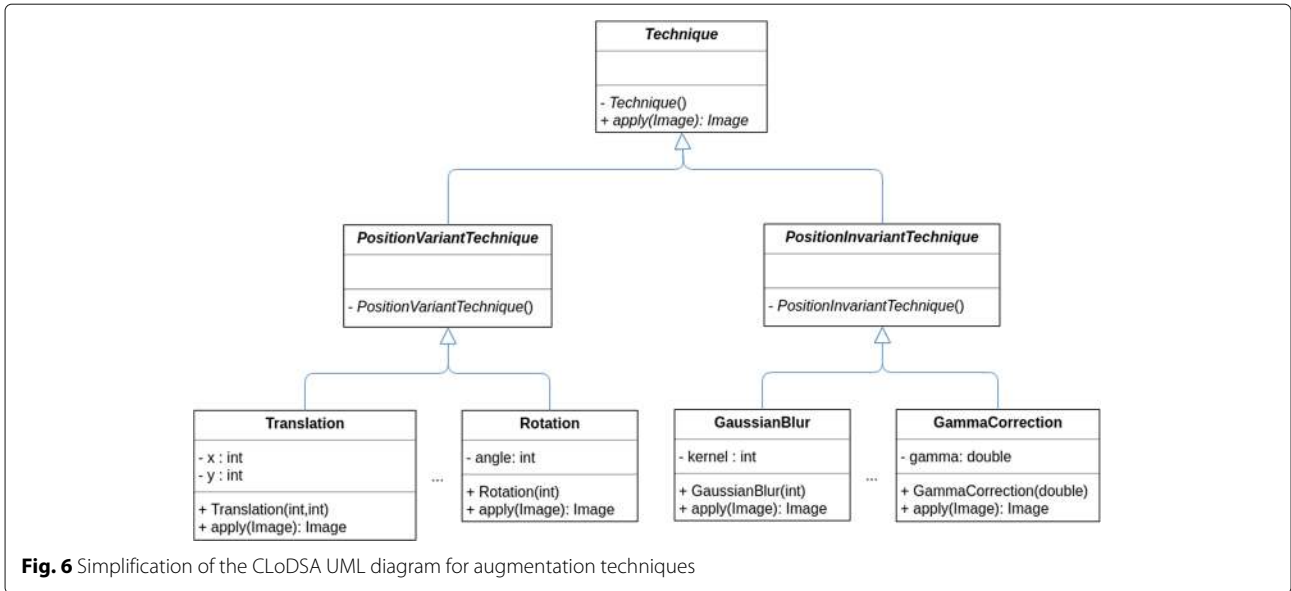 Technique
- Technique()
+ apply(Image): Image
PositionVariantTechnique
- PositionVariantTechnique()
PositionInvariantTechnique
- PositionInvariantTechnique()
Translation
- x : int
- y : int
+ Translation(int,int)
+ apply(Image): Image
...
Rotation
- angle: int
+ Rotation(int)
+ apply(Image): Image
GaussianBlur
- kernel : int
+ GaussianBlur(int)
+ apply(Image): Image
...
GammaCorrection
- gamma: double
+ GammaCorrection(double)
+ apply(Image): Image
Fig. 6 Simplification of the CLoDSA UML diagram for augmentation techniques